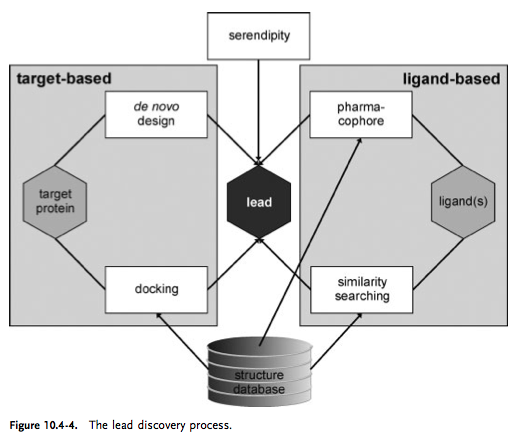 serendipity
target-based
ligand-based
de novo
design
pharma-
cophore
target
protein
lead
ligand(s)
docking
similarity
searching
structure
database
Figure 10.4-4. The lead discovery process.